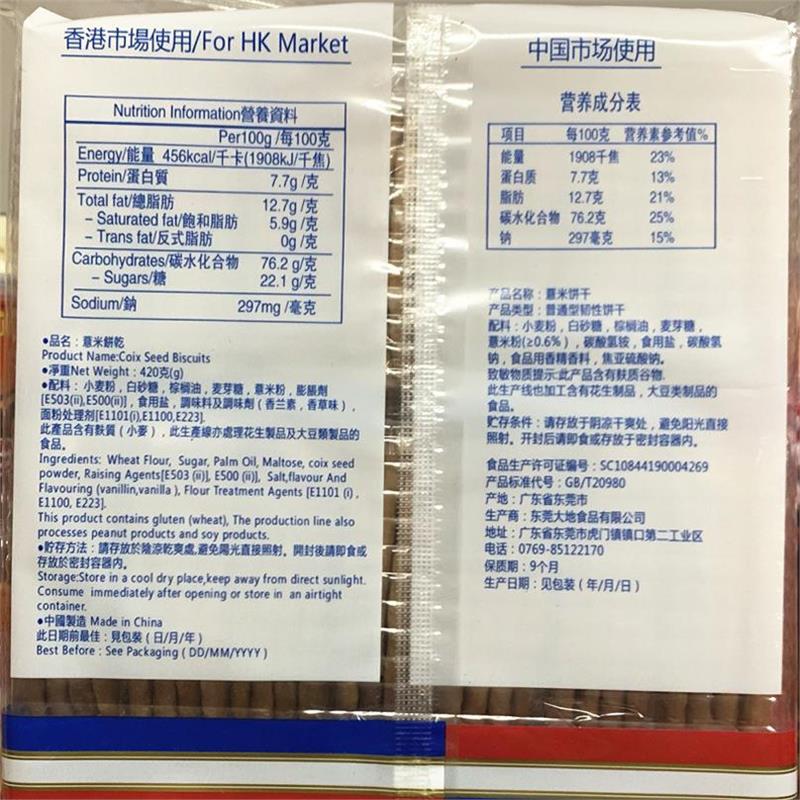 香港市場使用/For HK Market
Nutrition Information營養資料
Per100g /每100克
Energy/能量 456kcal/千卡(1908kJ/千焦)
Protein/蛋白質 7.7g /克
Total fat/總脂肪 12.7g /克
– Saturated fat/飽和脂肪 5.9g /克
– Trans fat/反式脂肪 0g /克
Carbohydrates/碳水化合物 76.2 g/克
– Sugars/糖 22.1 g/克
Sodium/鈉 297mg /毫克
●品名：薏米餅乾
Product Name:Coix Seed Biscuits
●淨重Net Weight : 420克(g)
●配料：小麥粉，白砂糖，棕櫚油，麦芽糖，薏米粉，膨脹劑
[E503(ii),E500(ii)]，食用盐，調味料及調味劑（香兰素，香草味），
面粉处理剂[E1101(i),E1100,E223].
此產品含有麩質（小麥），此生產線亦處理花生製品及大豆類製品的
食品。
Ingredients: Wheat Flour, Sugar, Palm Oil, Maltose, coix seed
powder, Raising Agents[E503 (ii)], E500 (ii)], Salt,flavour And
Flavouring (vanillin,vanilla ), Flour Treatment Agents [E1101 (i) ,
E1100, E223].
This product contains gluten (wheat), The production line also
processes peanut products and soy products.
●貯存方法：請存放於陰涼乾爽處,避免陽光直接照射。開封後請即食或
存放於密封容器内。
Storage:Store in a cool dry place,keep away from direct sunlight.
Consume immediately after opening or store in an airtight
container.
●中國製造 Made in China
此日期前最佳：見包裝（日/月/年）
Best Before : See Packaging ( DD/MM/YYYY )
中国市场使用
营养成分表
项目 每100克 营养素参考值%
能量 1908千焦 23%
蛋白质 7.7克 13%
脂肪 12.7克 21%
碳水化合物 76.2克 25%
钠 297毫克 15%
产品名称：薏米饼干
产品类型：普通型韧性饼干
配料：小麦粉，白砂糖，棕榈油，麦芽糖，
薏米粉(≥0.6%），碳酸氢铵，食用盐，碳酸氢
钠，食品用香精香料，焦亚硫酸钠。
致敏物质提示:此产品含有麸质谷物.
此生产线也加工含有花生制品，大豆类制品的
食品。
贮存条件：请存放于阴凉干爽处，避免阳光直接
照射。开封后请即食或存放于密封容器内。
食品生产许可证编号：SC10844190004269
产品标准代号：GB/T20980
产地：广东省东莞市
生产商：东莞大地食品有限公司
地址：广东省东莞市虎门镇镇口第二工业区
电话：0769-85122170
保质期：9个月
生产日期：见包装（年/月/日）